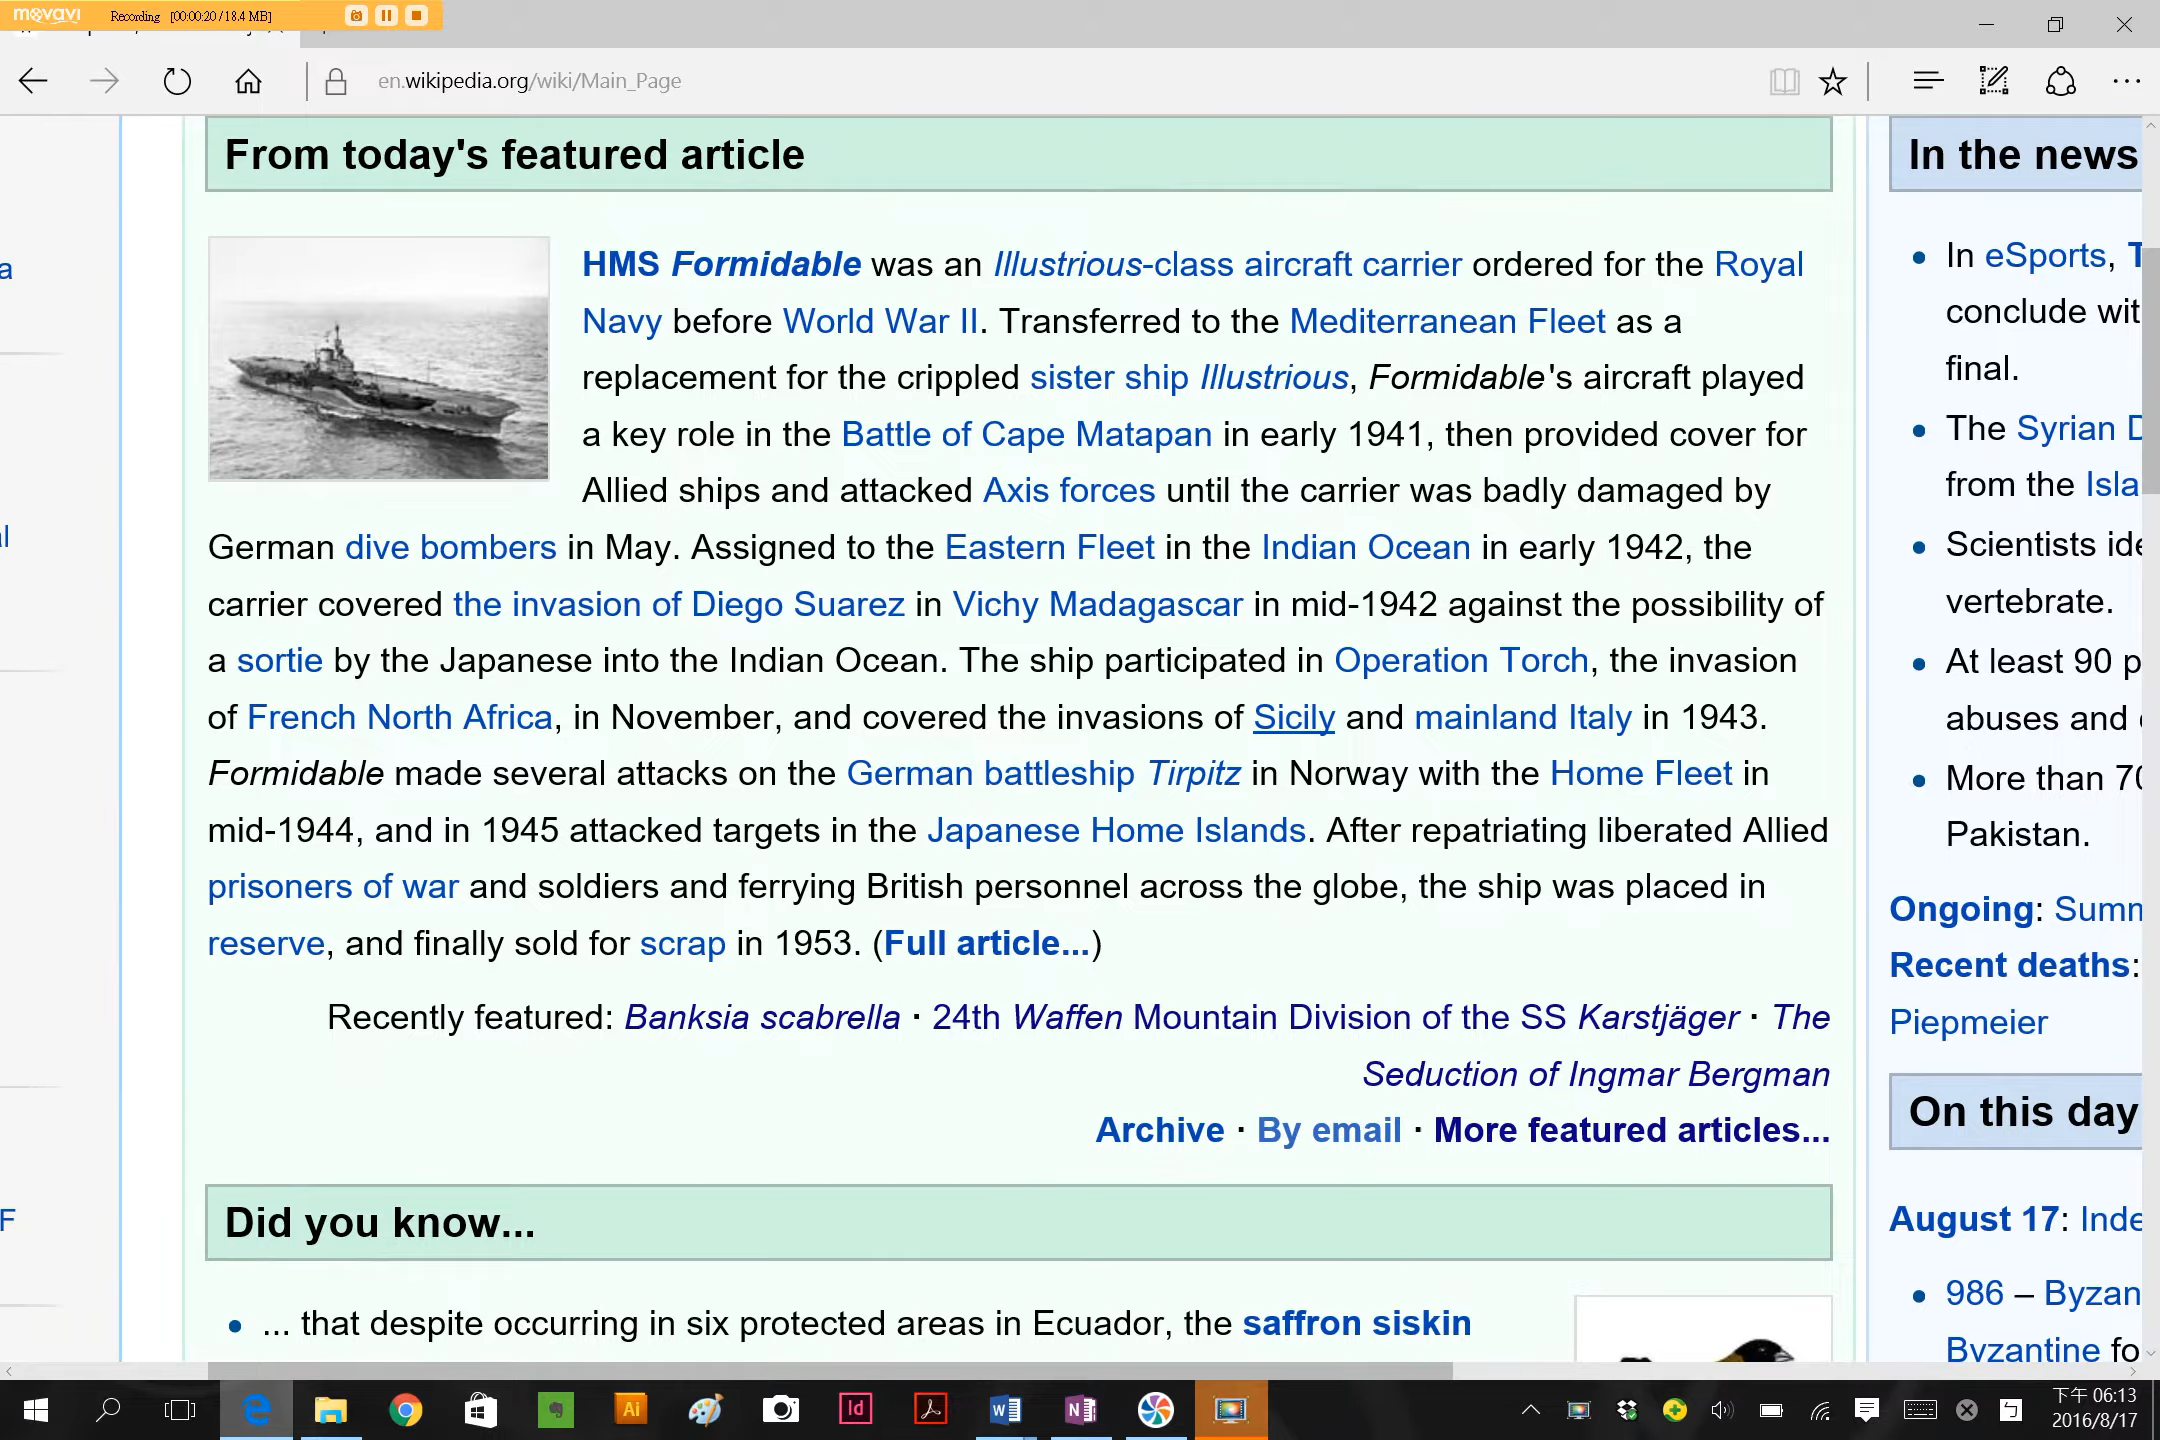 movavi Recording [00:00:20 / 18.4 MB]
en.wikipedia.org/wiki/Main_Page
From today's featured article
HMS Formidable was an Illustrious-class aircraft carrier ordered for the Royal
Navy before World War II. Transferred to the Mediterranean Fleet as a
replacement for the crippled sister ship Illustrious, Formidable's aircraft played
a key role in the Battle of Cape Matapan in early 1941, then provided cover for
Allied ships and attacked Axis forces until the carrier was badly damaged by
German dive bombers in May. Assigned to the Eastern Fleet in the Indian Ocean in early 1942, the
carrier covered the invasion of Diego Suarez in Vichy Madagascar in mid-1942 against the possibility of
a sortie by the Japanese into the Indian Ocean. The ship participated in Operation Torch, the invasion
of French North Africa, in November, and covered the invasions of Sicily and mainland Italy in 1943.
Formidable made several attacks on the German battleship Tirpitz in Norway with the Home Fleet in
mid-1944, and in 1945 attacked targets in the Japanese Home Islands. After repatriating liberated Allied
prisoners of war and soldiers and ferrying British personnel across the globe, the ship was placed in
reserve, and finally sold for scrap in 1953. (Full article...)
Recently featured: Banksia scabrella · 24th Waffen Mountain Division of the SS Karstjäger · The
Seduction of Ingmar Bergman
Archive · By email · More featured articles...
Did you know...
... that despite occurring in six protected areas in Ecuador, the saffron siskin
In the news
In eSports, T
conclude wit
final.
The Syrian D
from the Isla
Scientists ide
vertebrate.
At least 90 p
abuses and
More than 70
Pakistan.
Ongoing: Summ
Recent deaths:
Piepmeier
On this day
August 17: Inde
986 – Byzan
Byzantine fo
a
al
F
Ai
Id
W
N
下午 06:13
2016/8/17